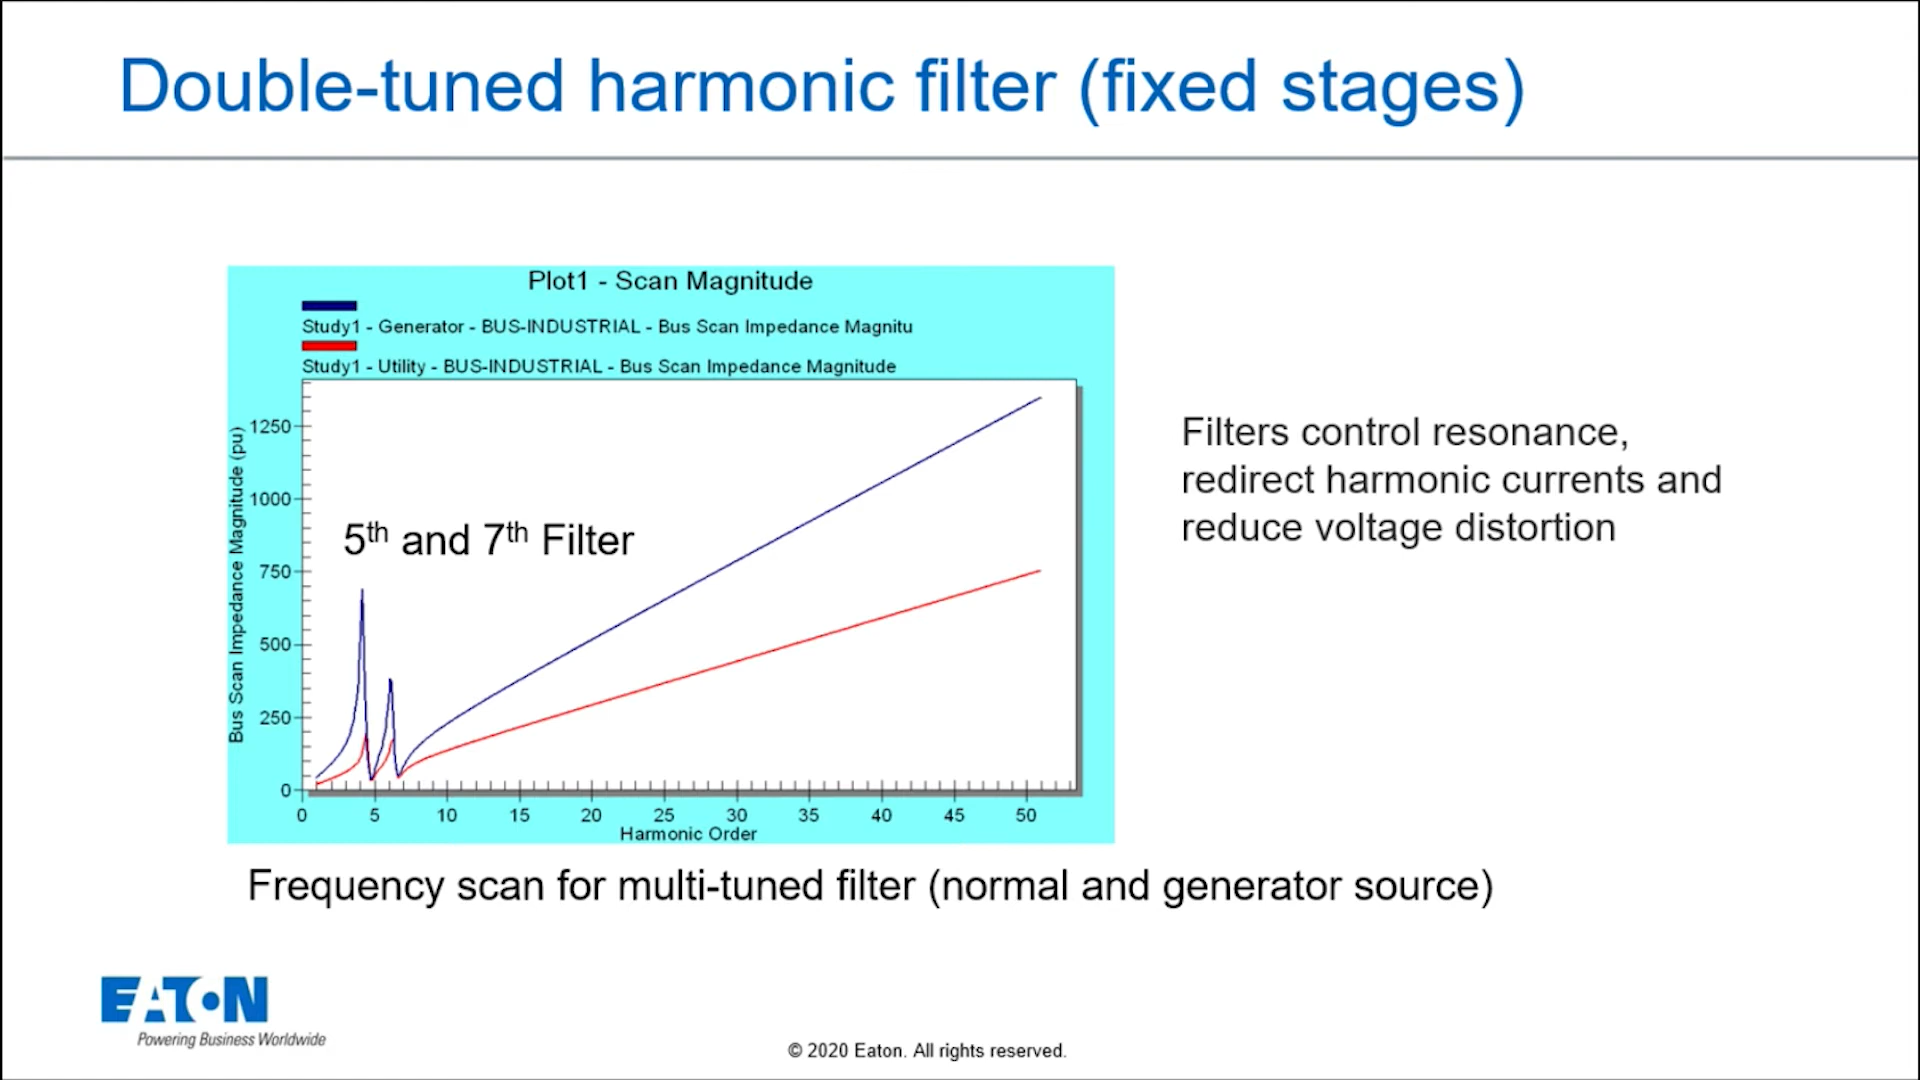 Double-tuned harmonic filter (fixed stages)
Plot1 - Scan Magnitude
Study1 - Generator - BUS-INDUSTRIAL - Bus Scan Impedance Magnitu
Study1 - Utility - BUS-INDUSTRIAL - Bus Scan Impedance Magnitude
Bus Scan Impedance Magnitude (pu)
1250
1000
750
500
250
0
5th and 7th Filter
0 5 10 15 20 25 30 35 40 45 50
Harmonic Order
Filters control resonance,
redirect harmonic currents and
reduce voltage distortion
Frequency scan for multi-tuned filter (normal and generator source)
EATON
Powering Business Worldwide
© 2020 Eaton. All rights reserved.